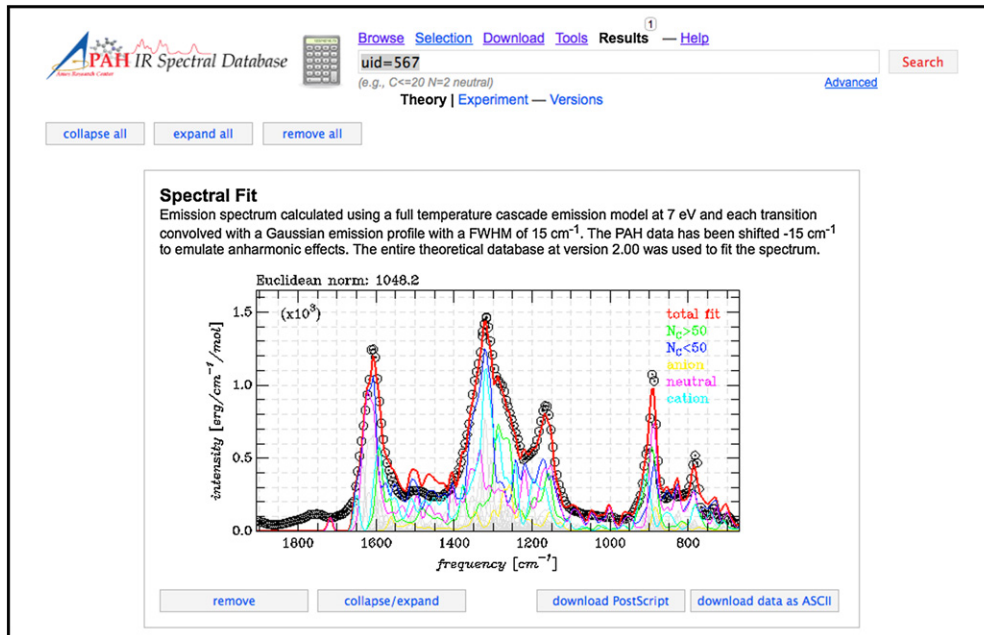 1
Browse Selection Download Tools Results — Help
PAH IR Spectral Database
Ames Research Center
uid=567
Search
(e.g., C<=20 N=2 neutral)
Advanced
Theory | Experiment — Versions
collapse all
expand all
remove all
Spectral Fit
Emission spectrum calculated using a full temperature cascade emission model at 7 eV and each transition
convolved with a Gaussian emission profile with a FWHM of 15 cm⁻¹. The PAH data has been shifted -15 cm⁻¹
to emulate anharmonic effects. The entire theoretical database at version 2.00 was used to fit the spectrum.
Euclidean norm: 1048.2
1.5
(x10³)
total fit
N_C>50
N_C<50
anion
neutral
cation
1.0
0.5
0.0
intensity [erg/cm⁻¹/mol]
1800 1600 1400 1200 1000 800
frequency [cm⁻¹]
remove
collapse/expand
download PostScript
download data as ASCII